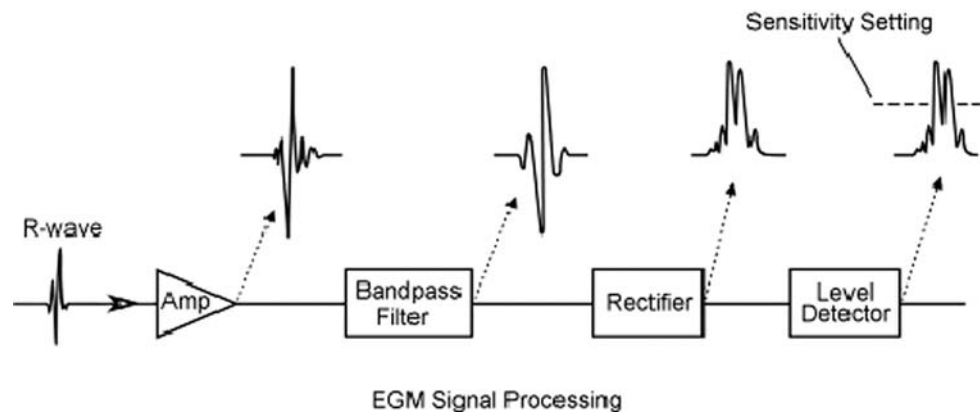 Sensitivity Setting
R-wave
Amp
Bandpass
Filter
Rectifier
Level
Detector
EGM Signal Processing